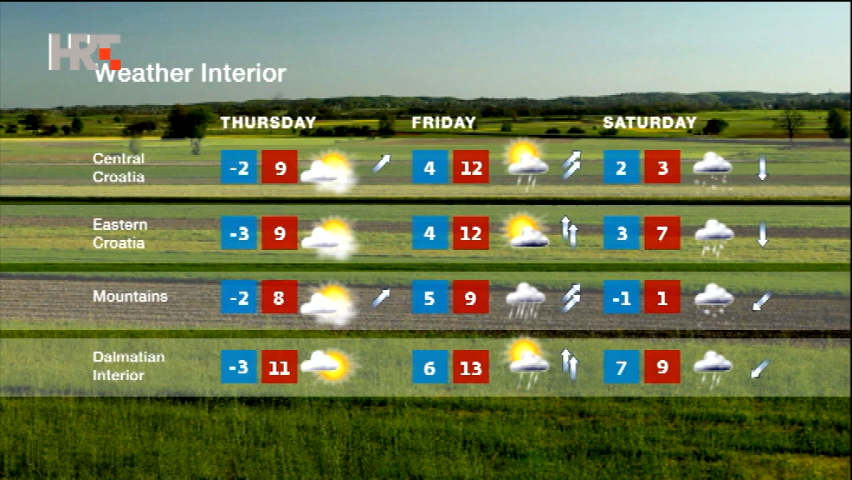 HRT
Weather Interior
THURSDAY FRIDAY SATURDAY
Central
Croatia
-2 9 4 12 2 3
Eastern
Croatia
-3 9 4 12 3 7
Mountains
-2 8 5 9 -1 1
Dalmatian
Interior
-3 11 6 13 7 9